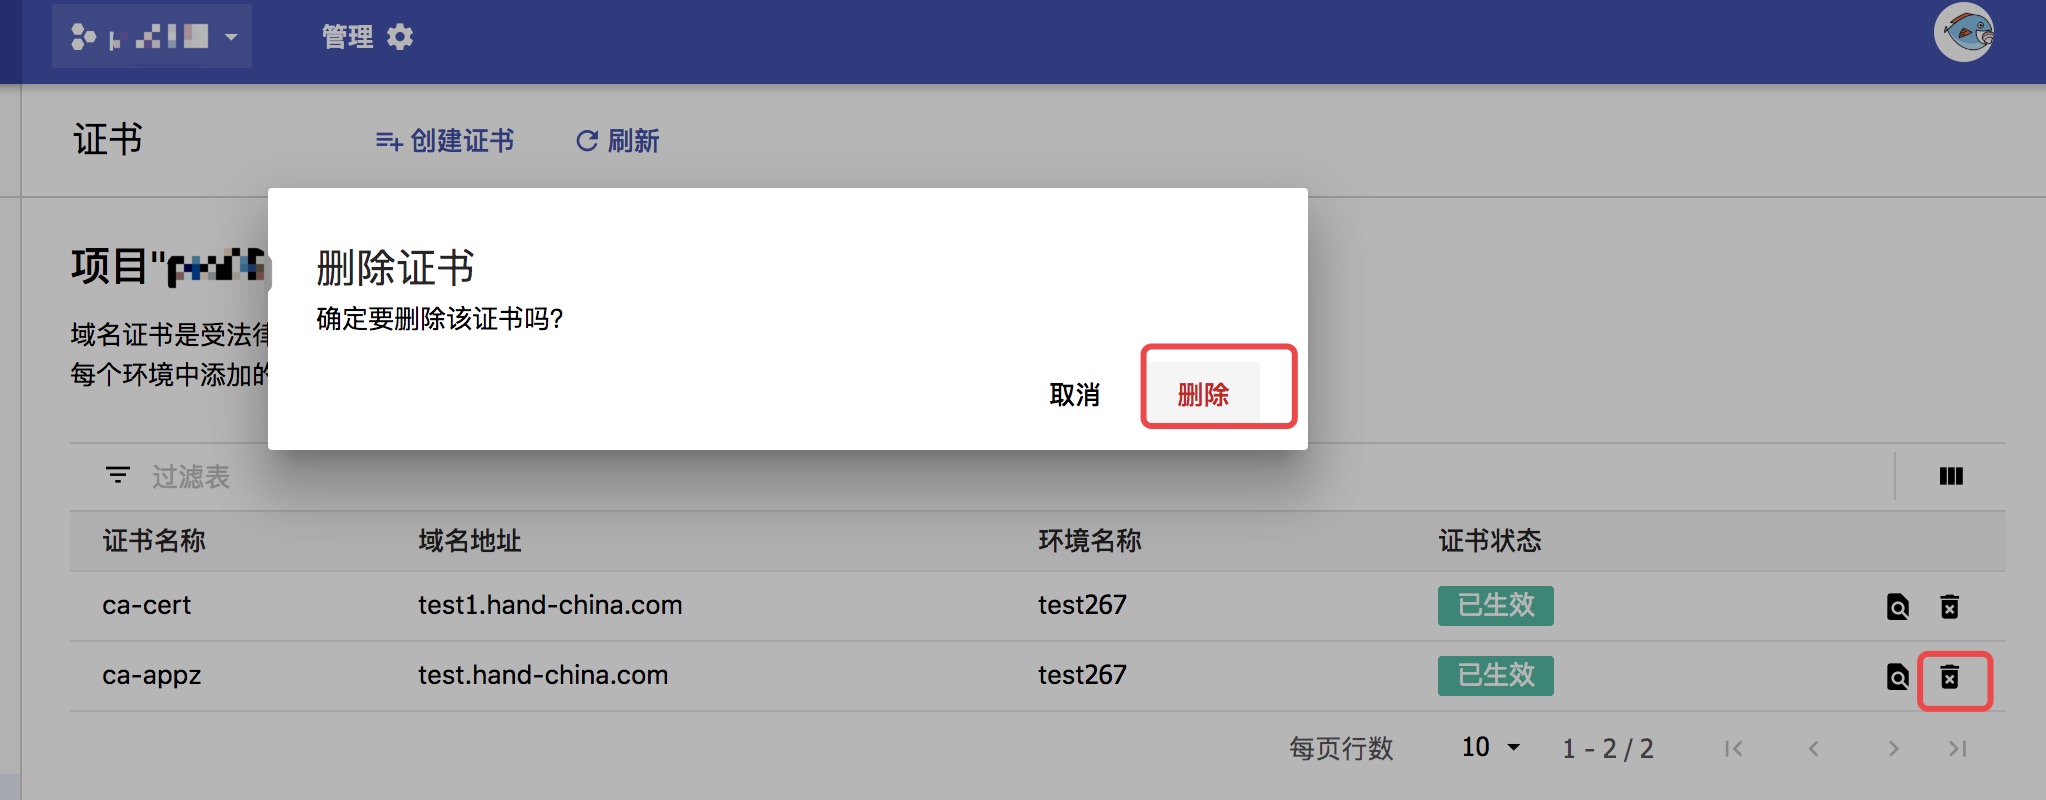 管理
证书
创建证书
刷新
项目"
删除证书
确定要删除该证书吗?
域名证书是受法律
每个环境中添加的
取消
删除
过滤表
证书名称 域名地址 环境名称 证书状态
ca-cert test1.hand-china.com test267 已生效
ca-appz test.hand-china.com test267 已生效
每页行数 10 1 - 2 / 2